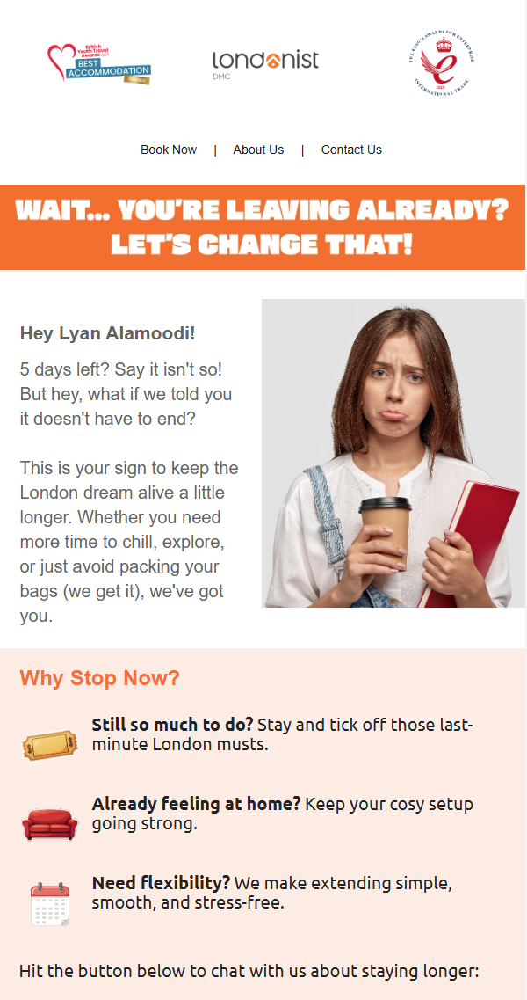 British
Youth Travel
Awards 2025
BEST
ACCOMMODATION
WINNER
londonist
DMC
THE KING'S AWARDS FOR ENTERPRISE
2025
INTERNATIONAL TRADE
Book Now | About Us | Contact Us
WAIT... YOU'RE LEAVING ALREADY?
LET'S CHANGE THAT!
Hey Lyan Alamoodi!
5 days left? Say it isn't so!
But hey, what if we told you
it doesn't have to end?
This is your sign to keep the
London dream alive a little
longer. Whether you need
more time to chill, explore,
or just avoid packing your
bags (we get it), we've got
you.
Why Stop Now?
Still so much to do? Stay and tick off those last-
minute London musts.
Already feeling at home? Keep your cosy setup
going strong.
Need flexibility? We make extending simple,
smooth, and stress-free.
Hit the button below to chat with us about staying longer: